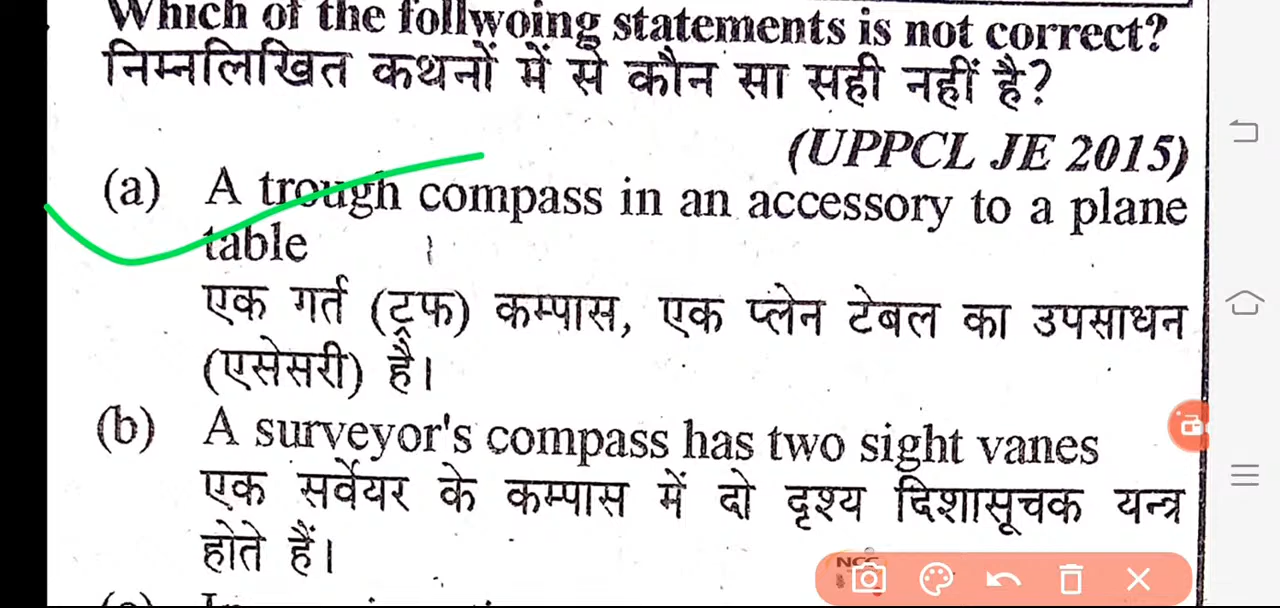 Which of the follwoing statements is not correct?
निम्नलिखित कथनों में से कौन सा सही नहीं है?
(UPPCL JE 2015)
(a) A trough compass in an accessory to a plane
table
एक गर्त (ट्रफ) कम्पास, एक प्लेन टेबल का उपसाधन
(एसेसरी) है।
(b) A surveyor's compass has two sight vanes
एक सर्वेयर के कम्पास में दो दृश्य दिशासूचक यन्त्र
होते हैं।